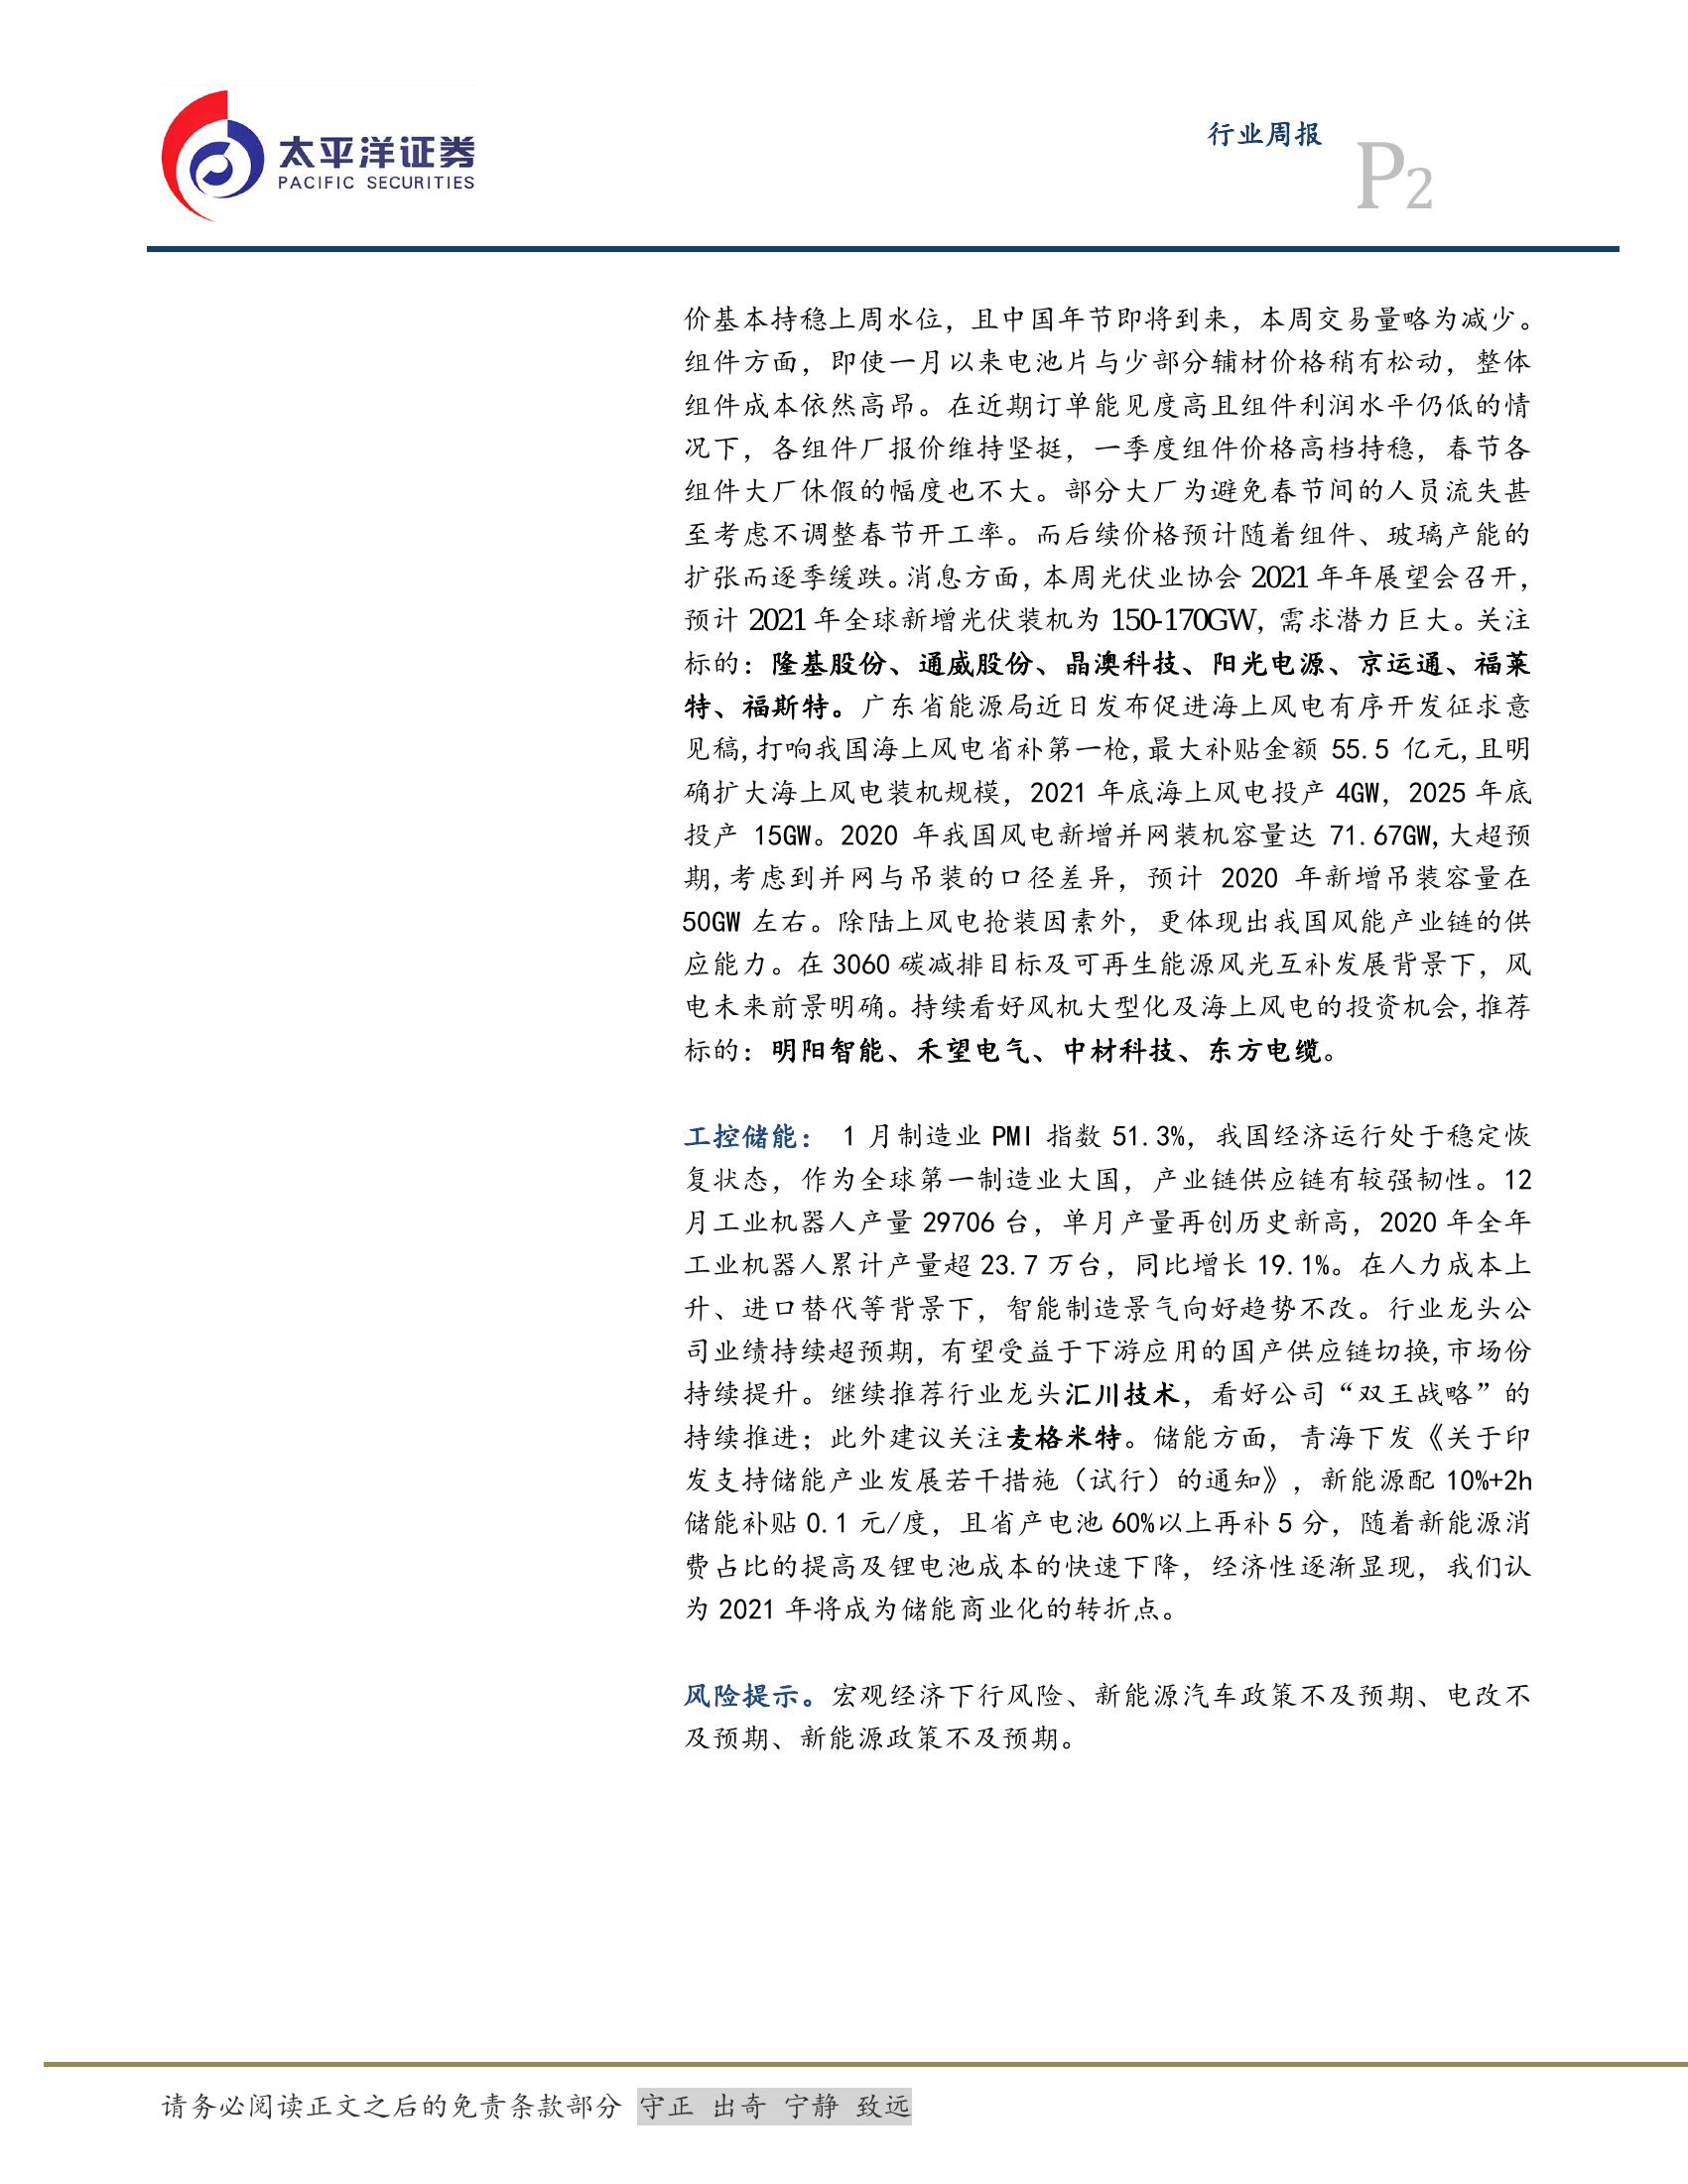 太平洋证券
PACIFIC SECURITIES
行业周报
P2
价基本持稳上周水位，且中国年节即将到来，本周交易量略为减少。
组件方面，即使一月以来电池片与少部分辅材价格稍有松动，整体
组件成本依然高昂。在近期订单能见度高且组件利润水平仍低的情
况下，各组件厂报价维持坚挺，一季度组件价格高档持稳，春节各
组件大厂休假的幅度也不大。部分大厂为避免春节间的人员流失甚
至考虑不调整春节开工率。而后续价格预计随着组件、玻璃产能的
扩张而逐季缓跌。消息方面，本周光伏业协会 2021 年年展望会召开，
预计 2021 年全球新增光伏装机为 150-170GW，需求潜力巨大。关注
标的：隆基股份、通威股份、晶澳科技、阳光电源、京运通、福莱
特、福斯特。广东省能源局近日发布促进海上风电有序开发征求意
见稿,打响我国海上风电省补第一枪,最大补贴金额 55.5 亿元,且明
确扩大海上风电装机规模，2021 年底海上风电投产 4GW，2025 年底
投产 15GW。2020 年我国风电新增并网装机容量达 71.67GW,大超预
期,考虑到并网与吊装的口径差异，预计 2020 年新增吊装容量在
50GW 左右。除陆上风电抢装因素外，更体现出我国风能产业链的供
应能力。在 3060 碳减排目标及可再生能源风光互补发展背景下，风
电未来前景明确。持续看好风机大型化及海上风电的投资机会,推荐
标的：明阳智能、禾望电气、中材科技、东方电缆。
工控储能： 1 月制造业 PMI 指数 51.3%，我国经济运行处于稳定恢
复状态，作为全球第一制造业大国，产业链供应链有较强韧性。12
月工业机器人产量 29706 台，单月产量再创历史新高，2020 年全年
工业机器人累计产量超 23.7 万台，同比增长 19.1%。在人力成本上
升、进口替代等背景下，智能制造景气向好趋势不改。行业龙头公
司业绩持续超预期,有望受益于下游应用的国产供应链切换,市场份
持续提升。继续推荐行业龙头汇川技术，看好公司“双王战略”的
持续推进；此外建议关注麦格米特。储能方面，青海下发《关于印
发支持储能产业发展若干措施（试行）的通知》，新能源配 10%+2h
储能补贴 0.1 元/度，且省产电池 60%以上再补 5 分，随着新能源消
费占比的提高及锂电池成本的快速下降，经济性逐渐显现，我们认
为 2021 年将成为储能商业化的转折点。
风险提示。宏观经济下行风险、新能源汽车政策不及预期、电改不
及预期、新能源政策不及预期。
请务必阅读正文之后的免责条款部分 守正 出奇 宁静 致远